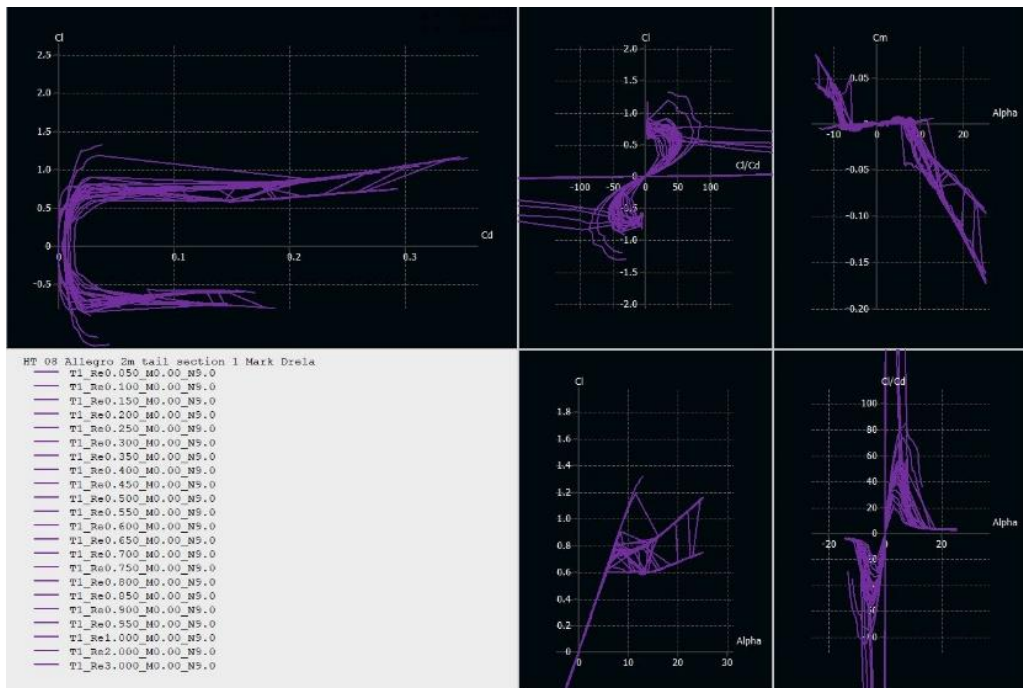 Cl
2.5
2.0
1.5
1.0
0.5
0
-0.5
0
0.1
0.2
0.3
Cd
Cl
2.0
1.5
1.0
0.5
-0.5
-1.0
-1.5
-2.0
-100
-50
0
50
100
Cl/Cd
Cm
0.05
-0.05
-0.10
-0.15
-0.20
-10
0
10
20
Alpha
HT 08 Allegro 2m tail section 1 Mark Drela
T1_Re0.050_M0.00_N9.0
T1_Re0.100_M0.00_N9.0
T1_Re0.150_M0.00_N9.0
T1_Re0.200_M0.00_N9.0
T1_Re0.250_M0.00_N9.0
T1_Re0.300_M0.00_N9.0
T1_Re0.350_M0.00_N9.0
T1_Re0.400_M0.00_N9.0
T1_Re0.450_M0.00_N9.0
T1_Re0.500_M0.00_N9.0
T1_Re0.550_M0.00_N9.0
T1_Re0.600_M0.00_N9.0
T1_Re0.650_M0.00_N9.0
T1_Re0.700_M0.00_N9.0
T1_Re0.750_M0.00_N9.0
T1_Re0.800_M0.00_N9.0
T1_Re0.850_M0.00_N9.0
T1_Re0.900_M0.00_N9.0
T1_Re0.950_M0.00_N9.0
T1_Re1.000_M0.00_N9.0
T1_Re2.000_M0.00_N9.0
T1_Re3.000_M0.00_N9.0
Cl
1.8
1.6
1.4
1.2
1.0
0.8
0.6
0.4
0.2
0
0
10
20
30
Alpha
Cl/Cd
100
80
60
40
20
0
-20
0
20
Alpha